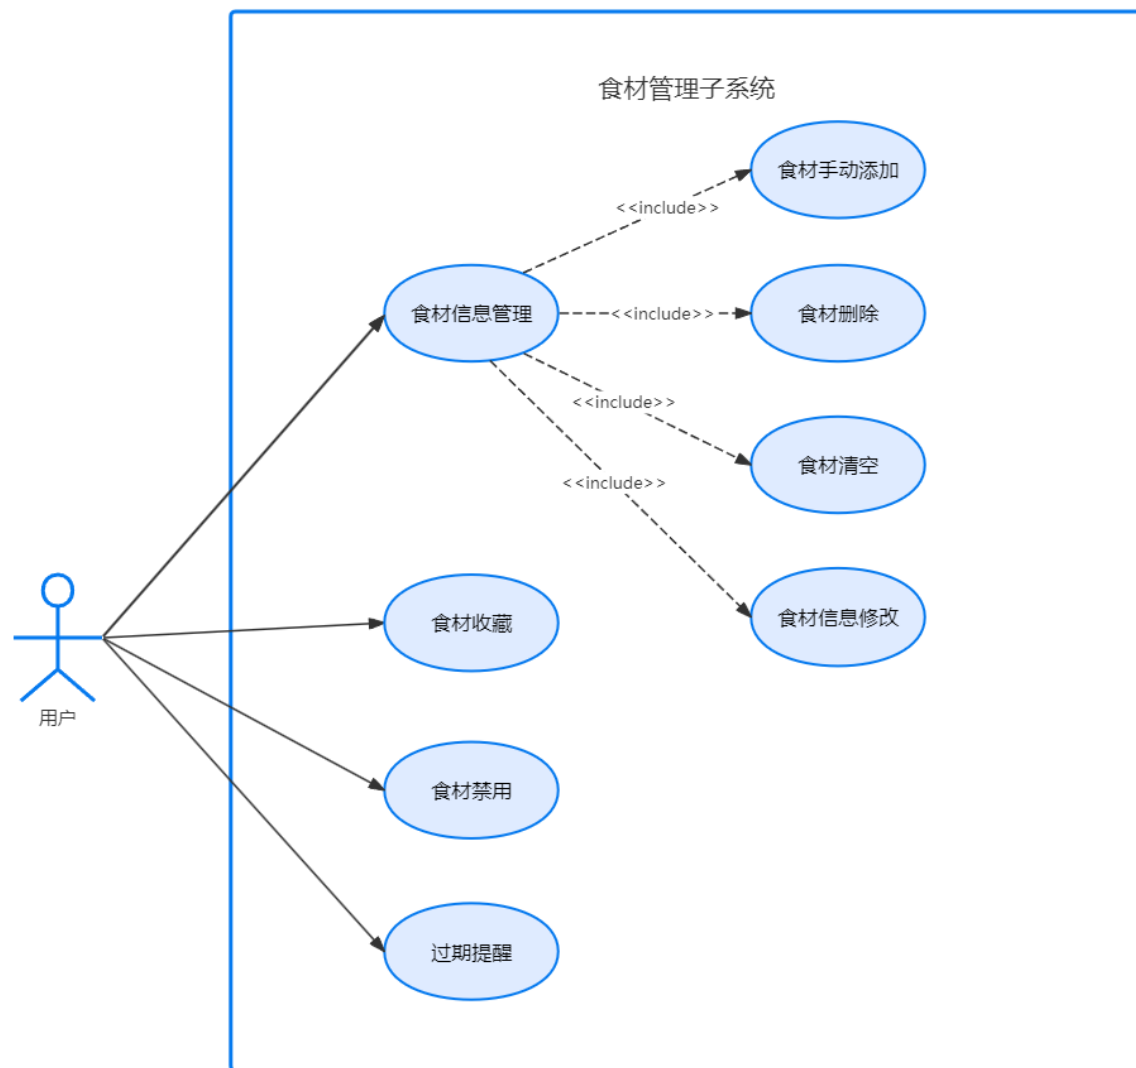 食材管理子系统
食材手动添加
<<include>>
食材信息管理
<<include>>
食材删除
<<include>>
食材清空
<<include>>
食材信息修改
食材收藏
用户
食材禁用
过期提醒